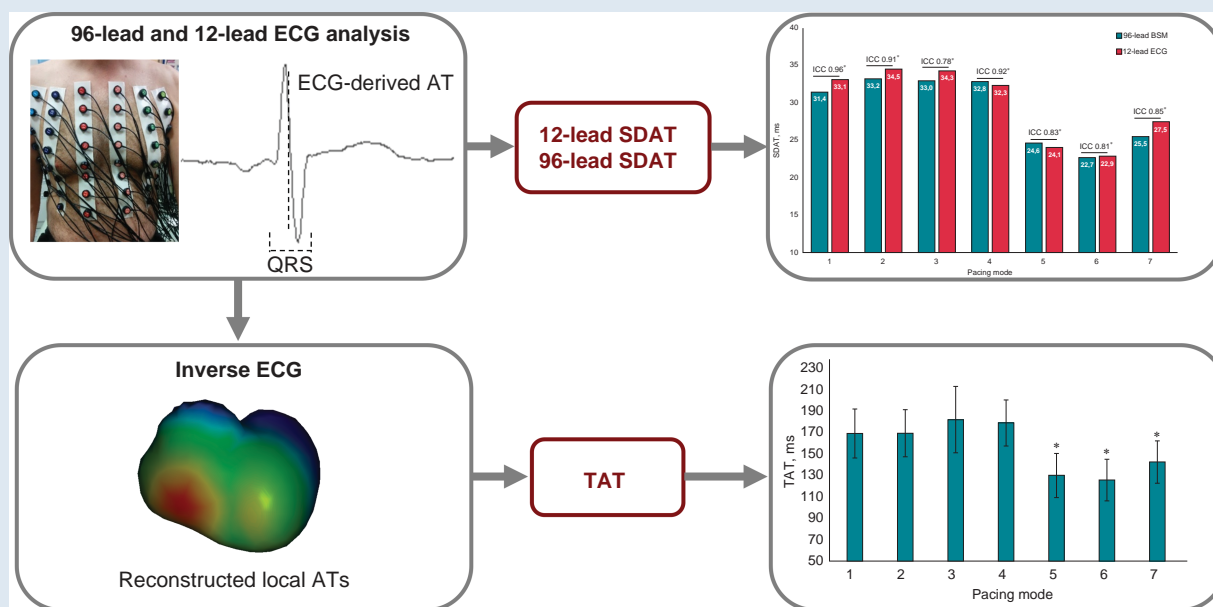 96-lead and 12-lead ECG analysis
ECG-derived AT
QRS
12-lead SDAT
96-lead SDAT
96-lead BSM
12-lead ECG
SDAT, ms
40
35
30
25
20
15
10
ICC 0.96*
ICC 0.91*
ICC 0.78*
ICC 0.92*
ICC 0.83*
ICC 0.81*
ICC 0.85*
31,4
33,1
33,2
34,5
33,0
34,3
32,8
32,3
24,6
24,1
22,7
22,9
25,5
27,5
1 2 3 4 5 6 7
Pacing mode
Inverse ECG
Reconstructed local ATs
TAT
TAT, ms
230
210
190
170
150
130
110
90
70
50
* * *
1 2 3 4 5 6 7
Pacing mode